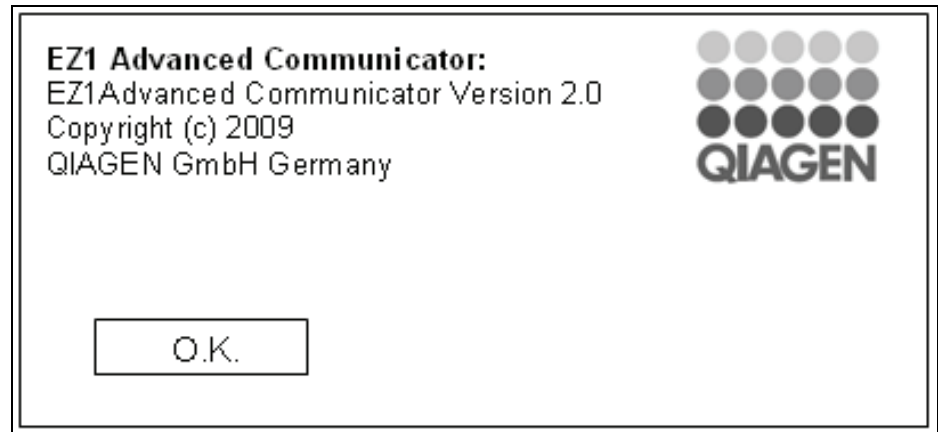 EZ1 Advanced Communicator:
EZ1Advanced Communicator Version 2.0
Copyright (c) 2009
QIAGEN GmbH Germany
QIAGEN
O.K.